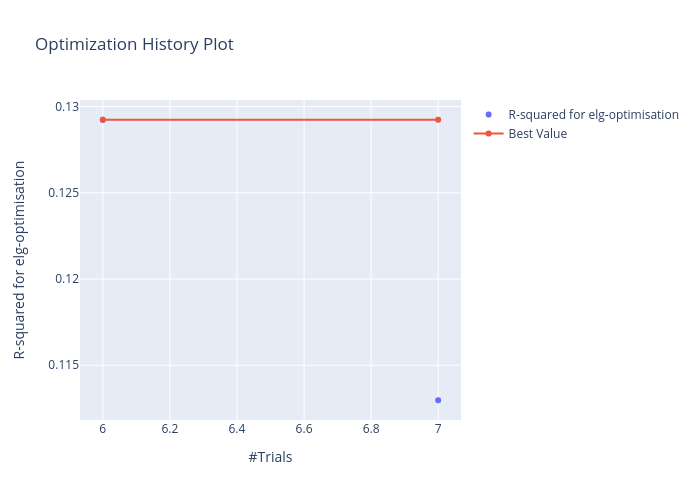 Optimization History Plot
R-squared for elg-optimisation
Best Value
0.13
0.125
0.12
0.115
R-squared for elg-optimisation
6
6.2
6.4
6.6
6.8
7
#Trials